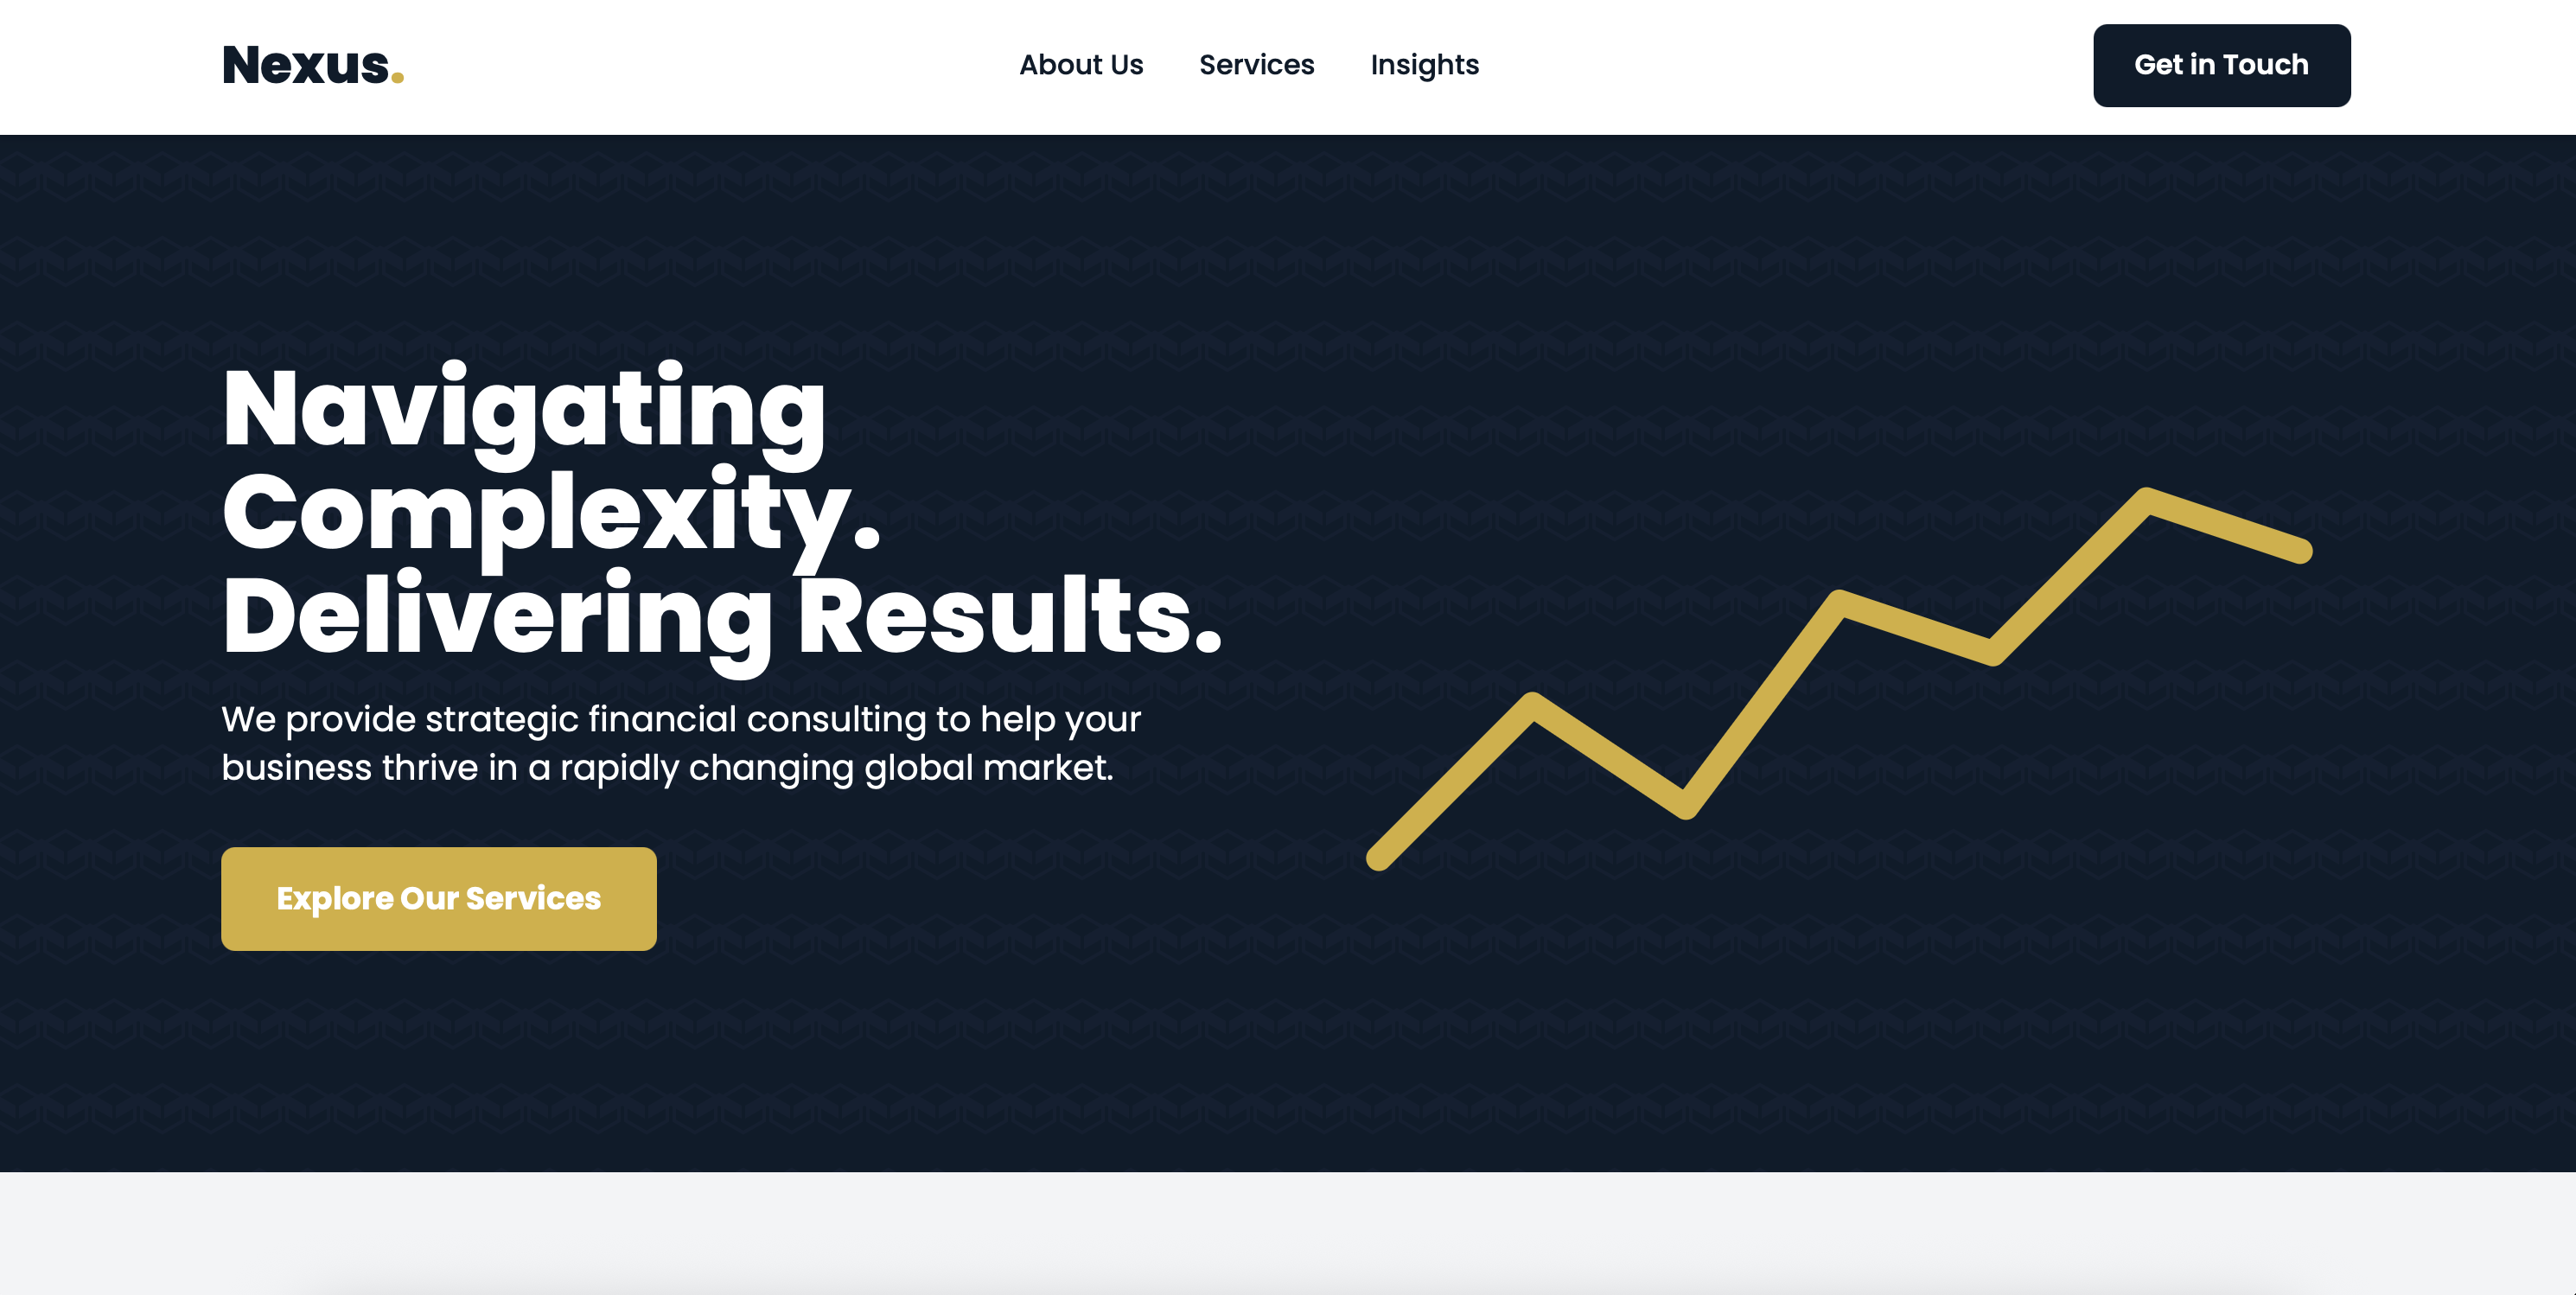 Nexus.
About Us
Services
Insights
Get in Touch
Navigating
Complexity.
Delivering Results.
We provide strategic financial consulting to help your
business thrive in a rapidly changing global market.
Explore Our Services